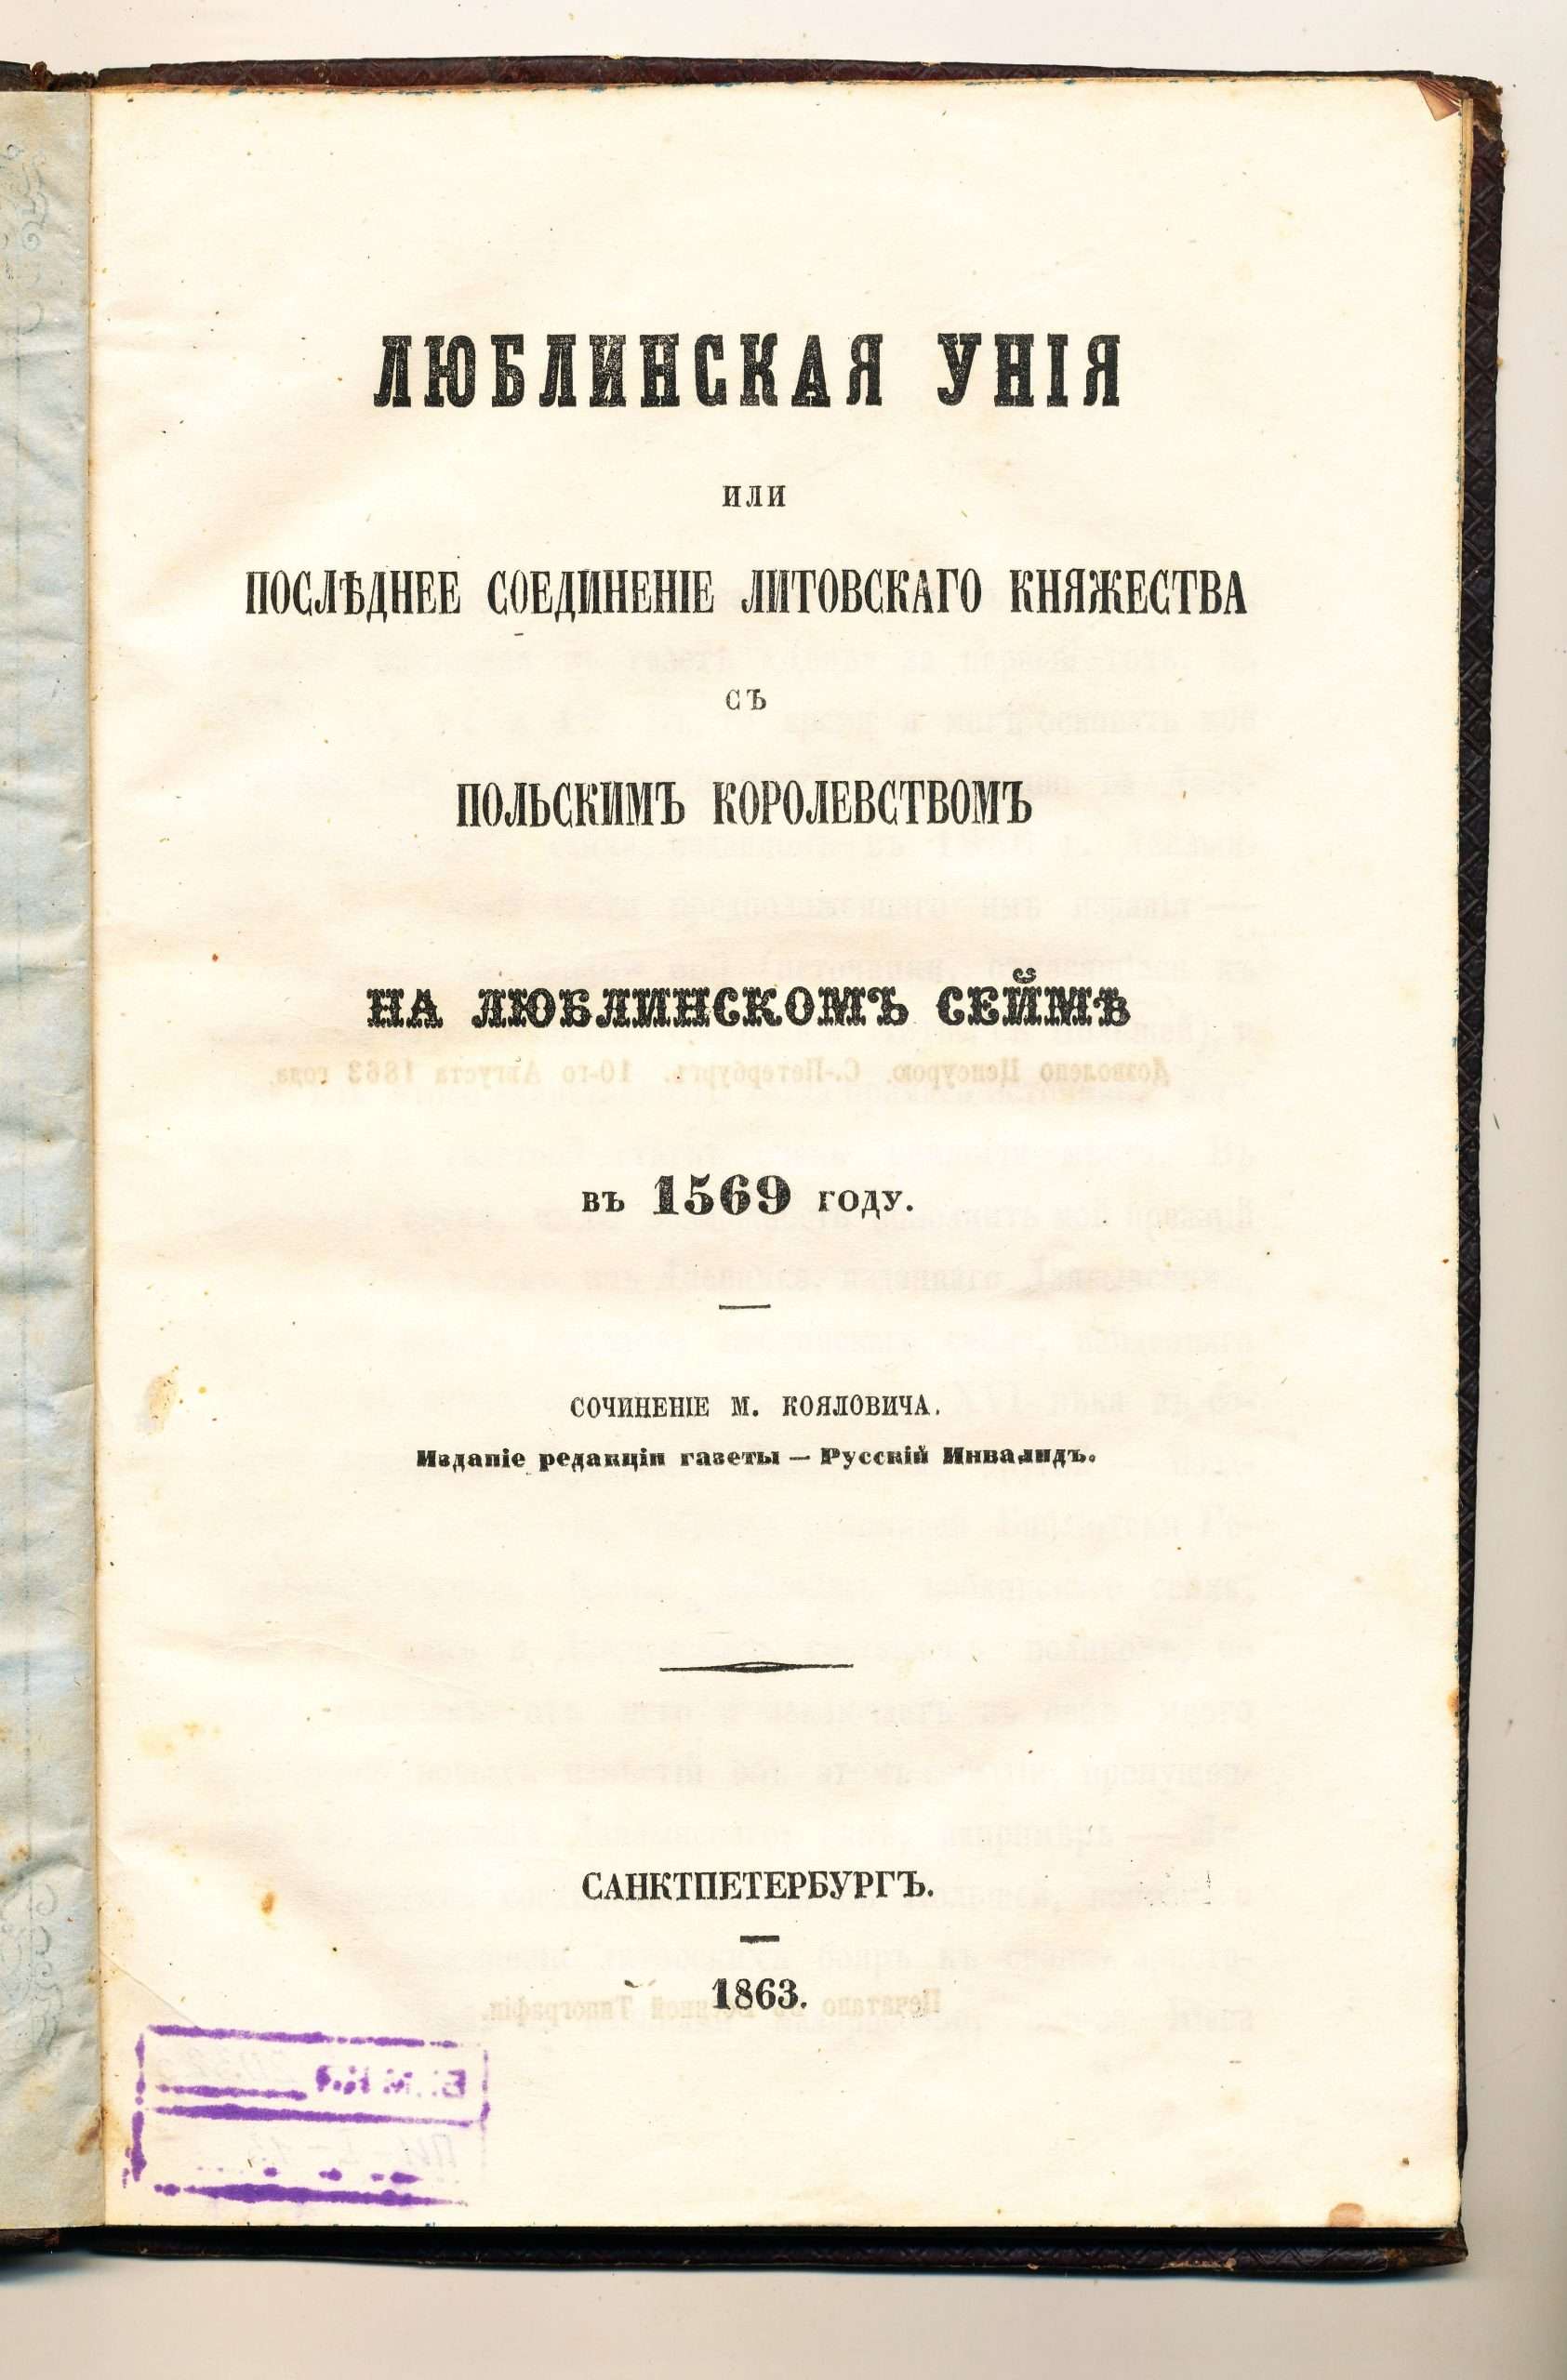 ЛЮБЛИНСКАЯ УНІЯ
ИЛИ
ПОСЛѢДНЕЕ СОЕДИНЕНІЕ ЛИТОВСКАГО КНЯЖЕСТВА
СЪ
ПОЛЬСКИМЪ КОРОЛЕВСТВОМЪ
НА ЛЮБЛИНСКОМЪ СЕЙМѢ
ВЪ 1569 ГОДУ.
СОЧИНЕНІЕ М. КОЯЛОВИЧА.
Изданіе редакціи газеты — Русскій Инвалидъ.
САНКТПЕТЕРБУРГЪ.
1863.